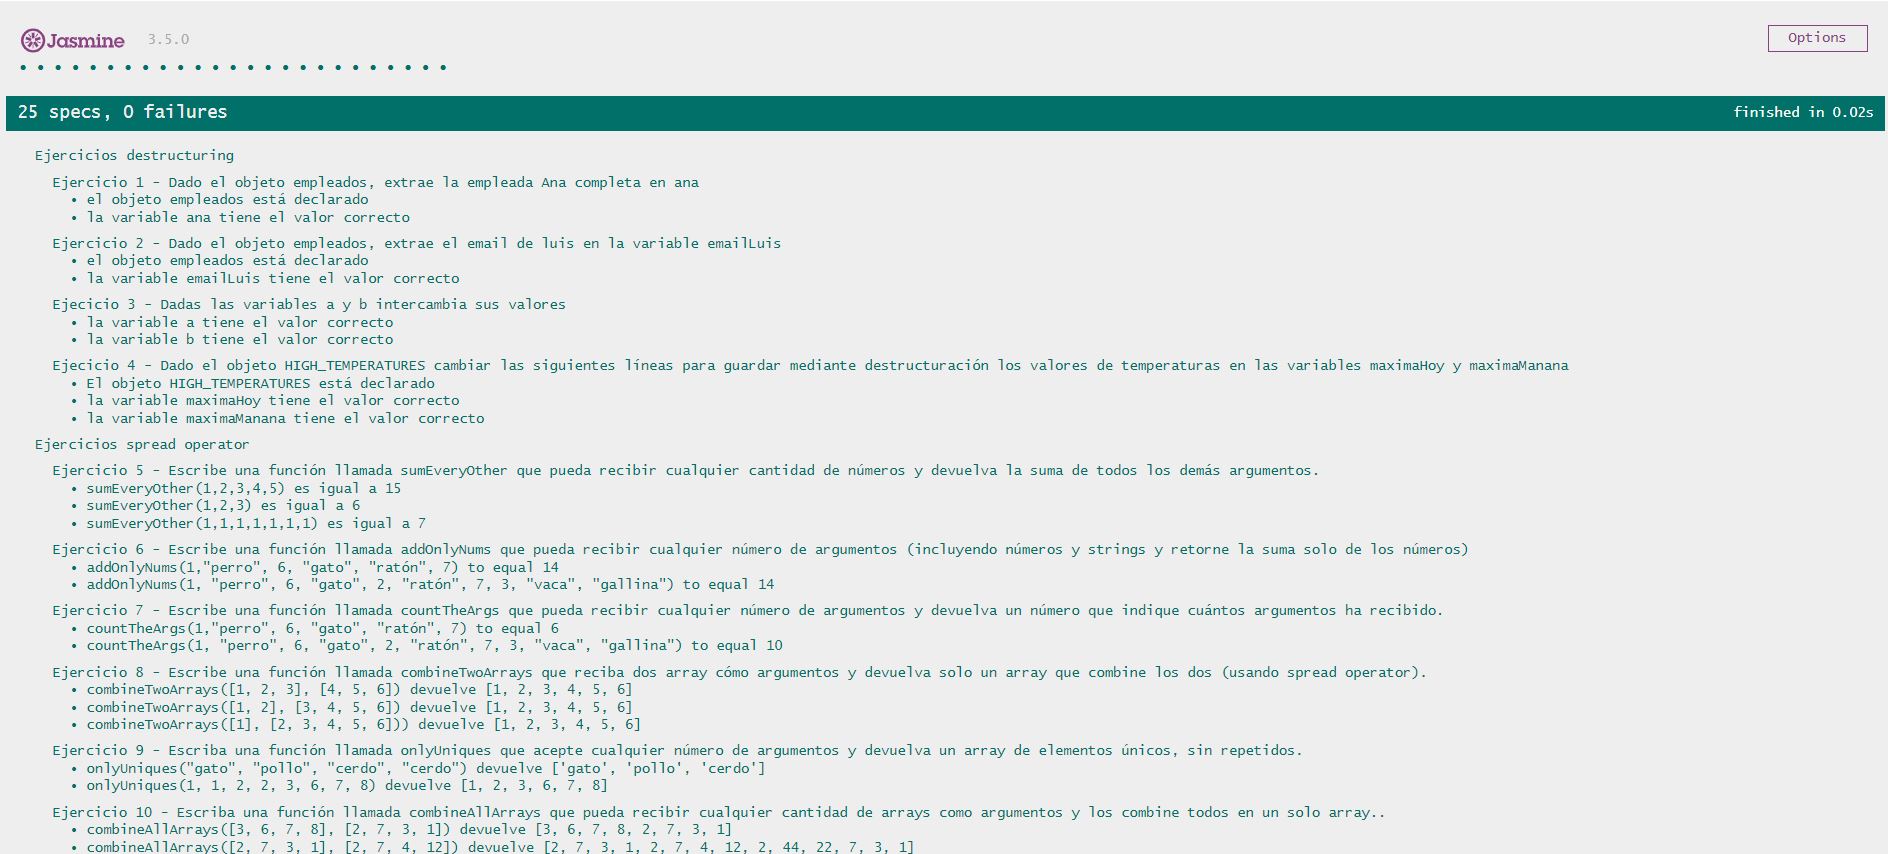 Jasmine 3.5.0
Options
25 specs, 0 failures
finished in 0.02s
Ejercicios destructuring
Ejercicio 1 - Dado el objeto empleados, extrae la empleada Ana completa en ana
• el objeto empleados está declarado
• la variable ana tiene el valor correcto
Ejercicio 2 - Dado el objeto empleados, extrae el email de luis en la variable emailLuis
• el objeto empleados está declarado
• la variable emailLuis tiene el valor correcto
Ejecicio 3 - Dadas las variables a y b intercambia sus valores
• la variable a tiene el valor correcto
• la variable b tiene el valor correcto
Ejecicio 4 - Dado el objeto HIGH_TEMPERATURES cambiar las siguientes líneas para guardar mediante destructuración los valores de temperaturas en las variables maximaHoy y maximaManana
• El objeto HIGH_TEMPERATURES está declarado
• la variable maximaHoy tiene el valor correcto
• la variable maximaManana tiene el valor correcto
Ejercicios spread operator
Ejercicio 5 - Escribe una función llamada sumEveryOther que pueda recibir cualquier cantidad de números y devuelva la suma de todos los demás argumentos.
• sumEveryOther(1,2,3,4,5) es igual a 15
• sumEveryOther(1,2,3) es igual a 6
• sumEveryOther(1,1,1,1,1,1,1) es igual a 7
Ejercicio 6 - Escribe una función llamada addOnlyNums que pueda recibir cualquier número de argumentos (incluyendo números y strings y retorne la suma solo de los números)
• addOnlyNums(1,"perro", 6, "gato", "ratón", 7) to equal 14
• addOnlyNums(1, "perro", 6, "gato", 2, "ratón", 7, 3, "vaca", "gallina") to equal 14
Ejercicio 7 - Escribe una función llamada countTheArgs que pueda recibir cualquier número de argumentos y devuelva un número que indique cuántos argumentos ha recibido.
• countTheArgs(1,"perro", 6, "gato", "ratón", 7) to equal 6
• countTheArgs(1, "perro", 6, "gato", 2, "ratón", 7, 3, "vaca", "gallina") to equal 10
Ejercicio 8 - Escribe una función llamada combineTwoArrays que reciba dos array cómo argumentos y devuelva solo un array que combine los dos (usando spread operator).
• combineTwoArrays([1, 2, 3], [4, 5, 6]) devuelve [1, 2, 3, 4, 5, 6]
• combineTwoArrays([1, 2], [3, 4, 5, 6]) devuelve [1, 2, 3, 4, 5, 6]
• combineTwoArrays([1], [2, 3, 4, 5, 6])) devuelve [1, 2, 3, 4, 5, 6]
Ejercicio 9 - Escriba una función llamada onlyUniques que acepte cualquier número de argumentos y devuelva un array de elementos únicos, sin repetidos.
• onlyUniques("gato", "pollo", "cerdo", "cerdo") devuelve ['gato', 'pollo', 'cerdo']
• onlyUniques(1, 1, 2, 2, 3, 6, 7, 8) devuelve [1, 2, 3, 6, 7, 8]
Ejercicio 10 - Escriba una función llamada combineAllArrays que pueda recibir cualquier cantidad de arrays como argumentos y los combine todos en un solo array..
• combineAllArrays([3, 6, 7, 8], [2, 7, 3, 1]) devuelve [3, 6, 7, 8, 2, 7, 3, 1]
• combineAllArrays([2, 7, 3, 1], [2, 7, 4, 12]) devuelve [2, 7, 3, 1, 2, 7, 4, 12, 2, 44, 22, 7, 3, 1]